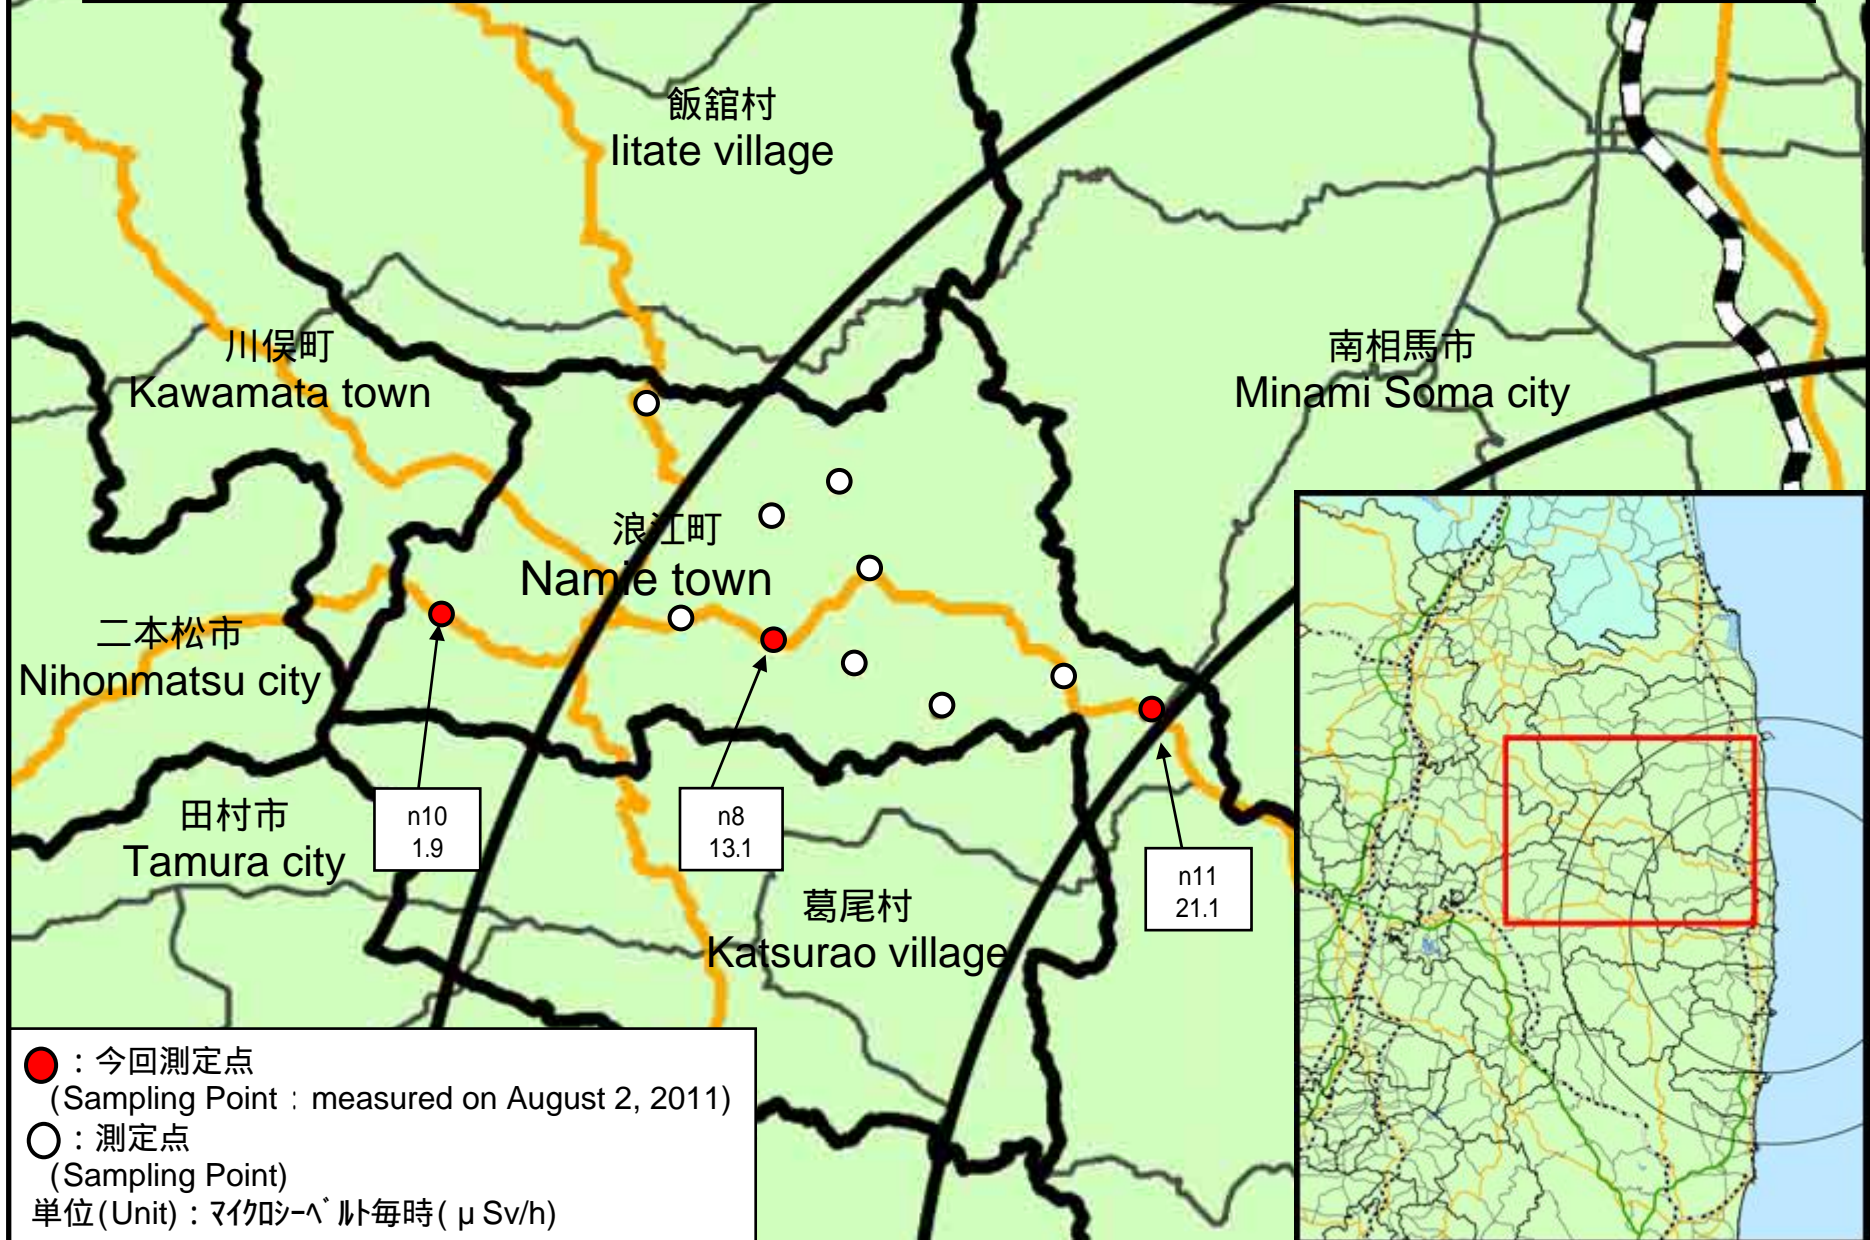 飯舘村
Iitate village
川俣町
Kawamata town
南相馬市
Minami Soma city
浪江町
Namie town
二本松市
Nihonmatsu city
田村市
Tamura city
n10
1.9
n8
13.1
n11
21.1
葛尾村
Katsurao village
：今回測定点
(Sampling Point：measured on August 2, 2011)
：測定点
(Sampling Point)
単位(Unit)：ﾏｲｸﾛｼｰﾍﾞﾙﾄ毎時( μ Sv/h)